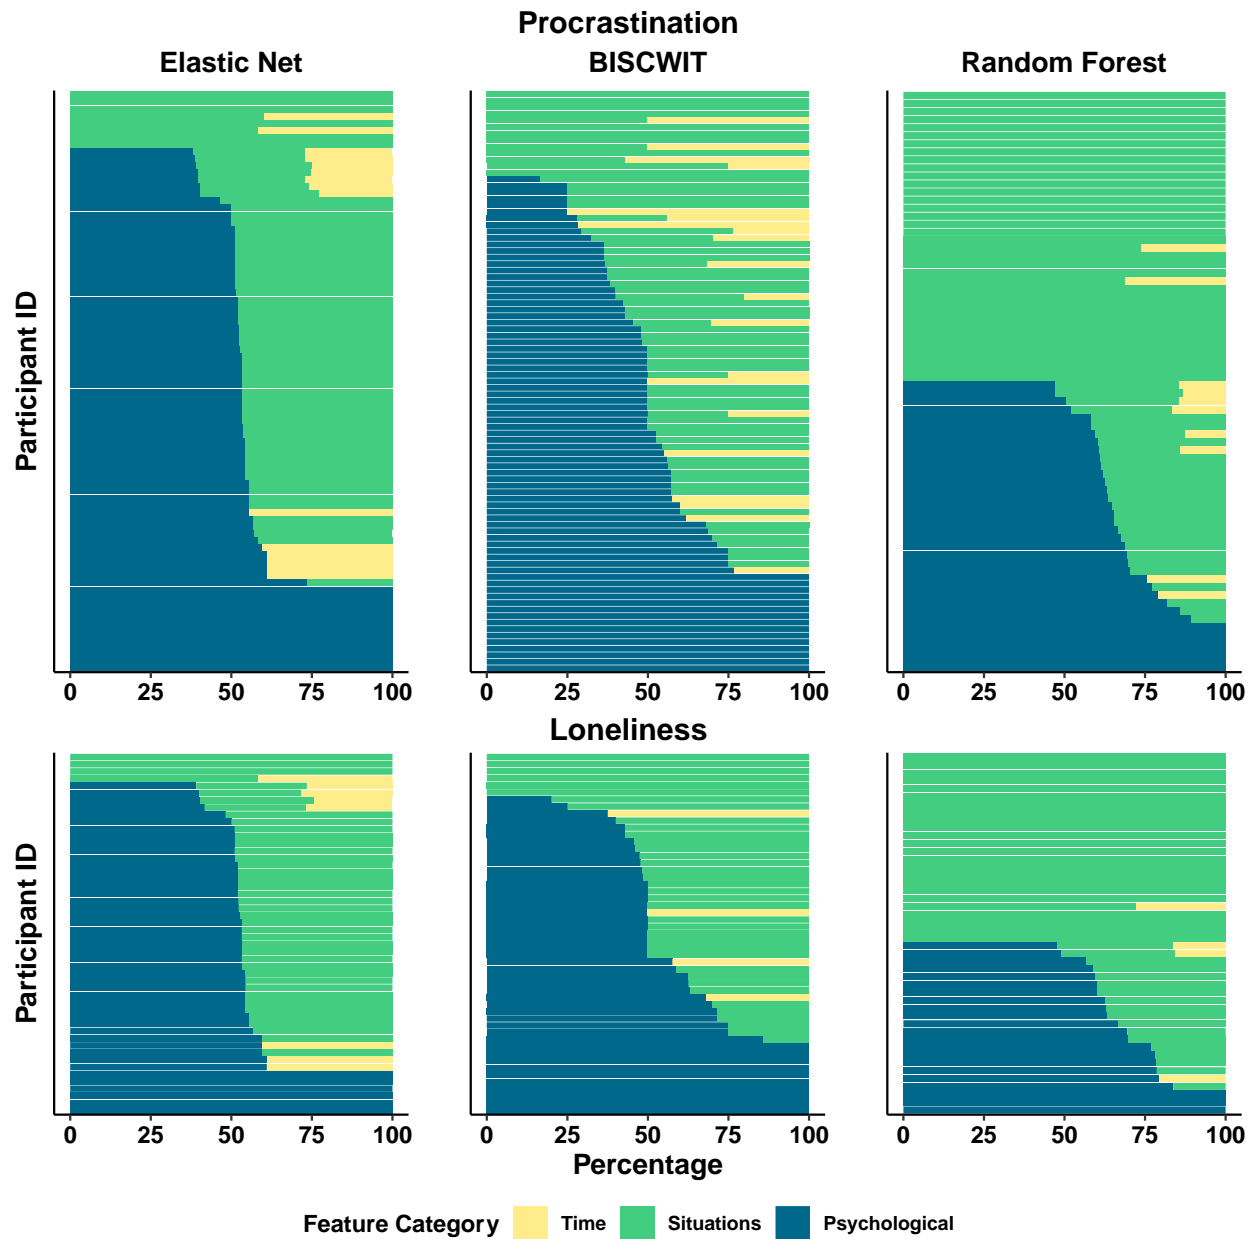 Procrastination
Elastic Net BISCWIT Random Forest
Participant ID
0 25 50 75 100 0 25 50 75 100 0 25 50 75 100
Loneliness
Participant ID
0 25 50 75 100 0 25 50 75 100 0 25 50 75 100
Percentage
Feature Category Time Situations Psychological